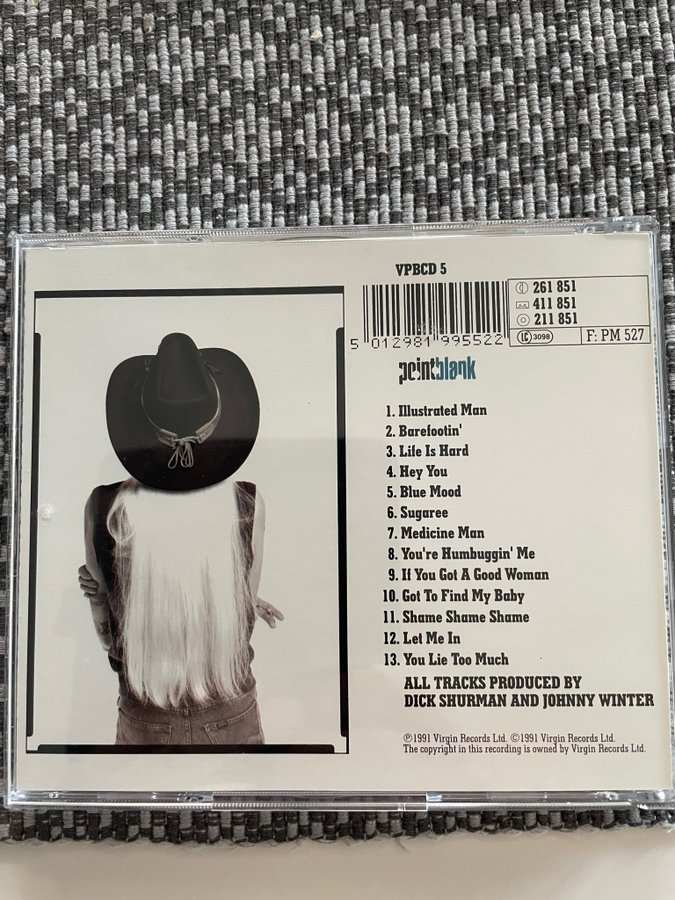 VPBCD 5
261 851
411 851
211 851
LC 3098
F: PM 527
5 012981 995522
pointblank
1. Illustrated Man
2. Barefootin'
3. Life Is Hard
4. Hey You
5. Blue Mood
6. Sugaree
7. Medicine Man
8. You're Humbuggin' Me
9. If You Got A Good Woman
10. Got To Find My Baby
11. Shame Shame Shame
12. Let Me In
13. You Lie Too Much
ALL TRACKS PRODUCED BY
DICK SHURMAN AND JOHNNY WINTER
℗1991 Virgin Records Ltd. ©1991 Virgin Records Ltd.
The copyright in this recording is owned by Virgin Records Ltd.